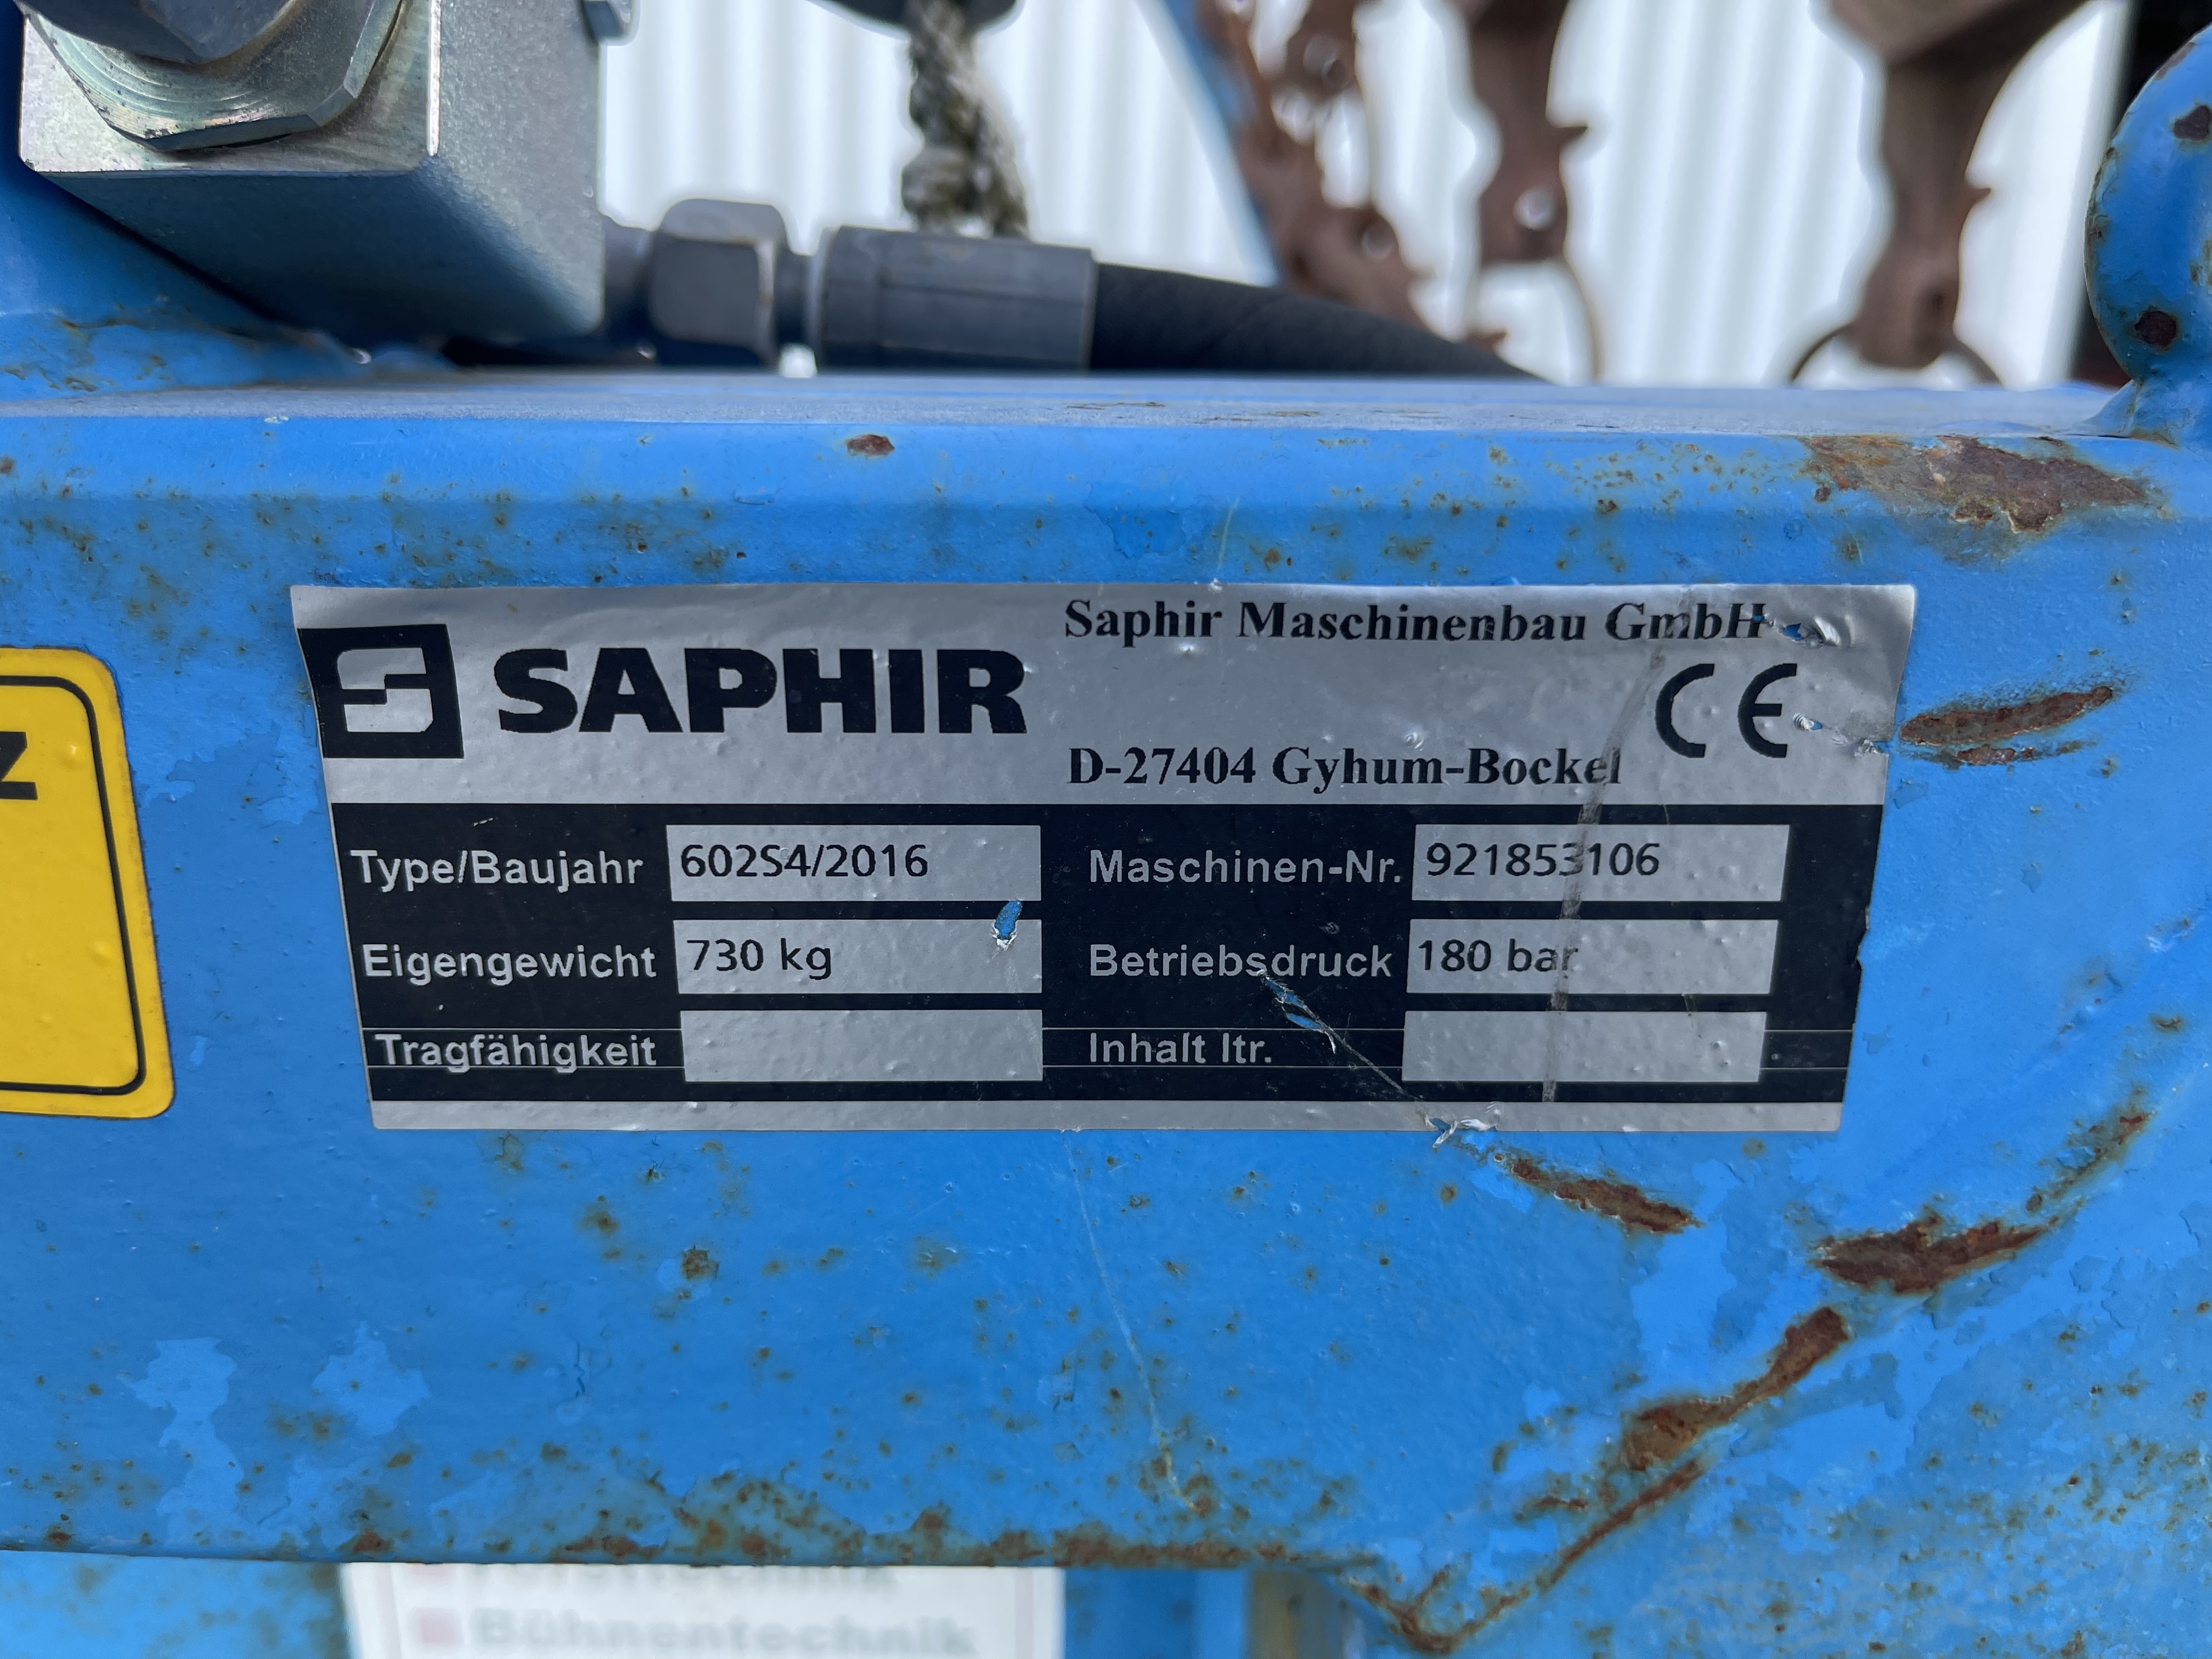 Saphir Maschinenbau GmbH
SAPHIR
CE
D-27404 Gyhum-Bockel
Type/Baujahr 602S4/2016 Maschinen-Nr. 921853106
Eigengewicht 730 kg Betriebsdruck 180 bar
Tragfähigkeit Inhalt ltr.
Z
Bühnentechnik